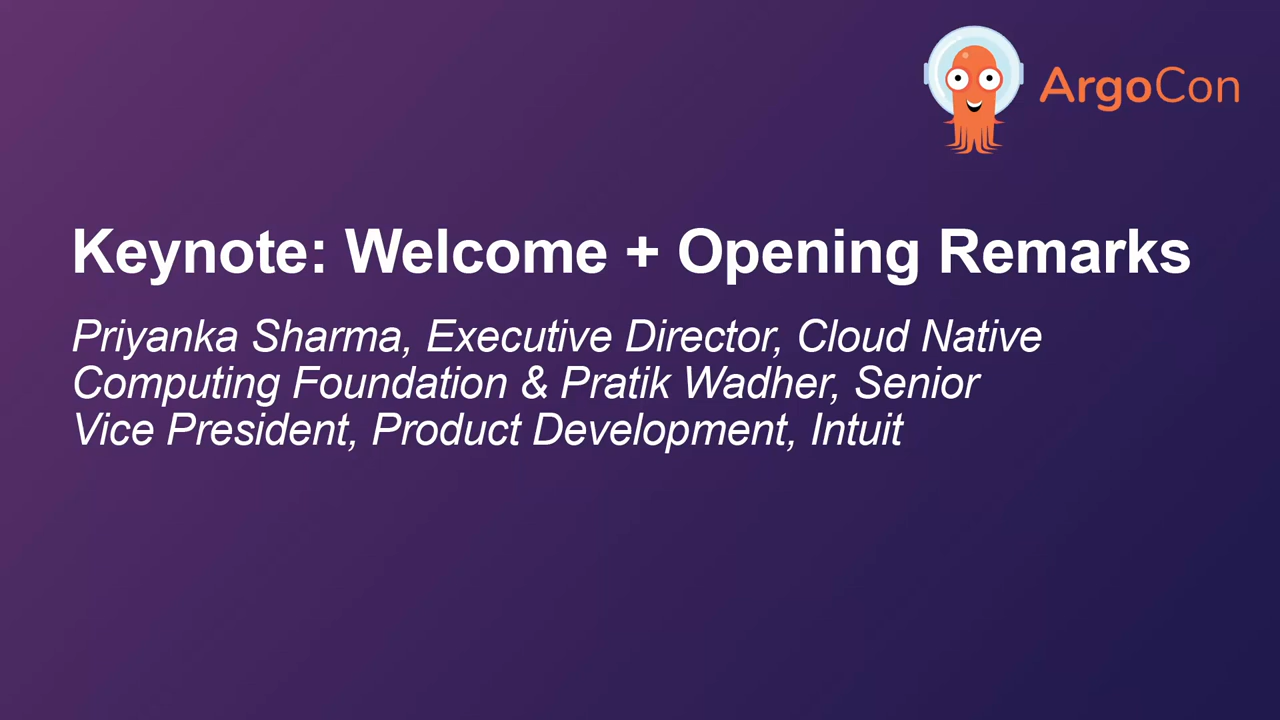 ArgoCon
Keynote: Welcome + Opening Remarks
Priyanka Sharma, Executive Director, Cloud Native
Computing Foundation & Pratik Wadher, Senior
Vice President, Product Development, Intuit